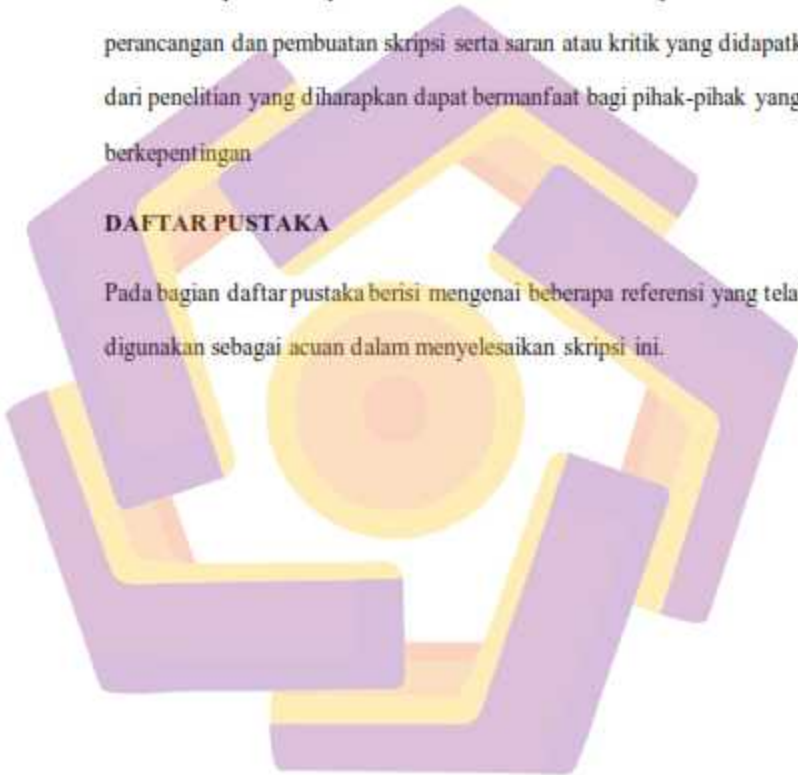 perancangan dan pembuatan skripsi serta saran atau kritik yang
dari penelitian yang diharapkan dapat bermanfaat bagi pihak-pihak yang
berkepentingan
DAFTAR PUSTAKA
Pada bagian daftar pustaka berisi mengenai beberapa referensi yang
digunakan sebagai acuan dalam menyelesaikan skripsi ini.